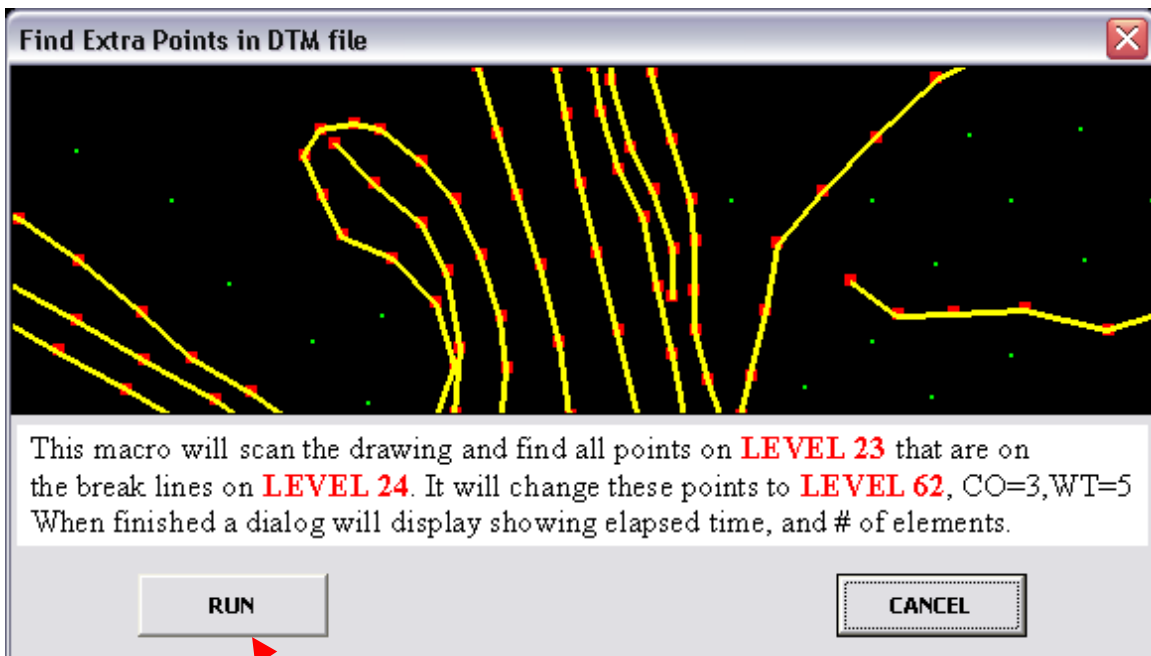 Find Extra Points in DTM file
This macro will scan the drawing and find all points on LEVEL 23 that are on
the break lines on LEVEL 24. It will change these points to LEVEL 62, CO=3,WT=5
When finished a dialog will display showing elapsed time, and # of elements.
RUN CANCEL